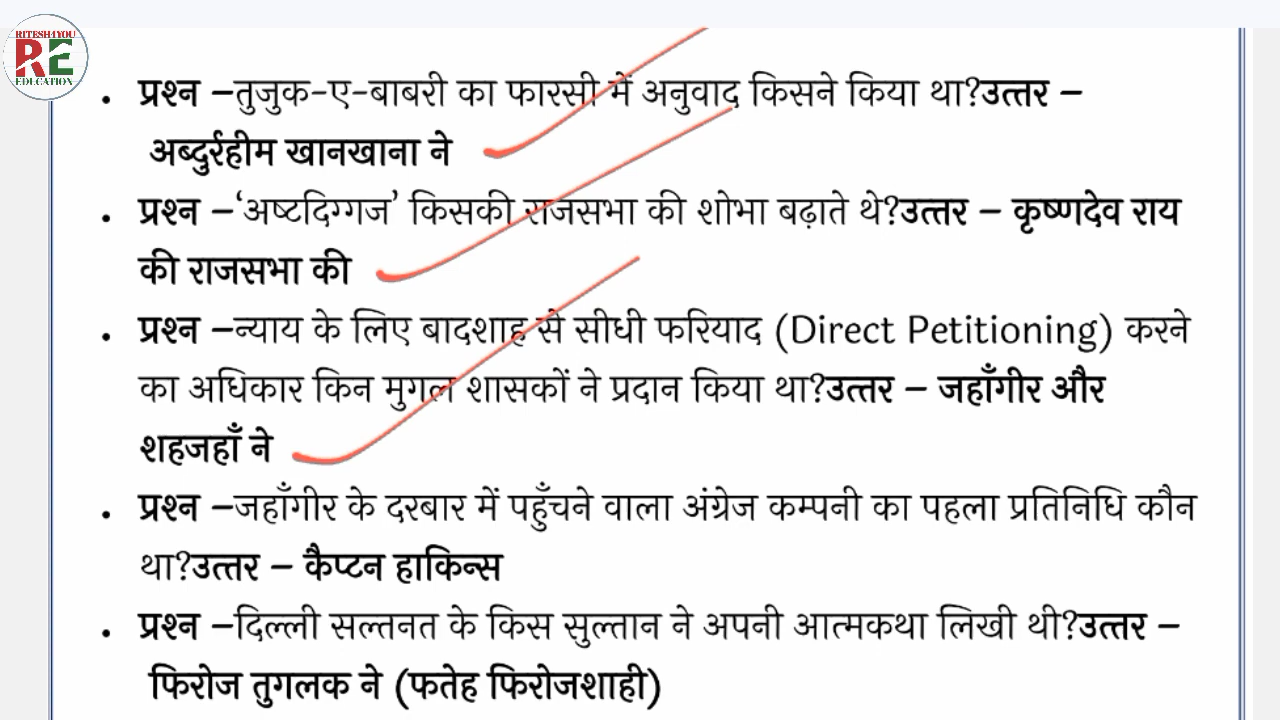 RITESH4YOU
RE
EDUCATION
• प्रश्न –तुजुक-ए-बाबरी का फारसी में अनुवाद किसने किया था?उत्तर –
अब्दुर्रहीम खानखाना ने
• प्रश्न –‘अष्टदिग्गज’ किसकी राजसभा की शोभा बढ़ाते थे?उत्तर – कृष्णदेव राय
की राजसभा की
• प्रश्न –न्याय के लिए बादशाह से सीधी फरियाद (Direct Petitioning) करने
का अधिकार किन मुगल शासकों ने प्रदान किया था?उत्तर – जहाँगीर और
शहजहाँ ने
• प्रश्न –जहाँगीर के दरबार में पहुँचने वाला अंग्रेज कम्पनी का पहला प्रतिनिधि कौन
था?उत्तर – कैप्टन हाकिन्स
• प्रश्न –दिल्ली सल्तनत के किस सुल्तान ने अपनी आत्मकथा लिखी थी?उत्तर –
फिरोज तुगलक ने (फतेह फिरोजशाही)